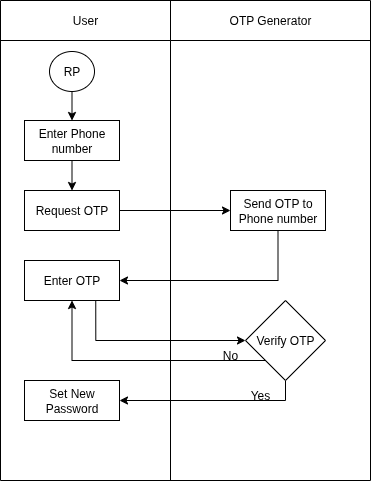 User
OTP Generator
RP
Enter Phone
number
Request OTP
Send OTP to
Phone number
Enter OTP
Verify OTP
No
Yes
Set New
Password